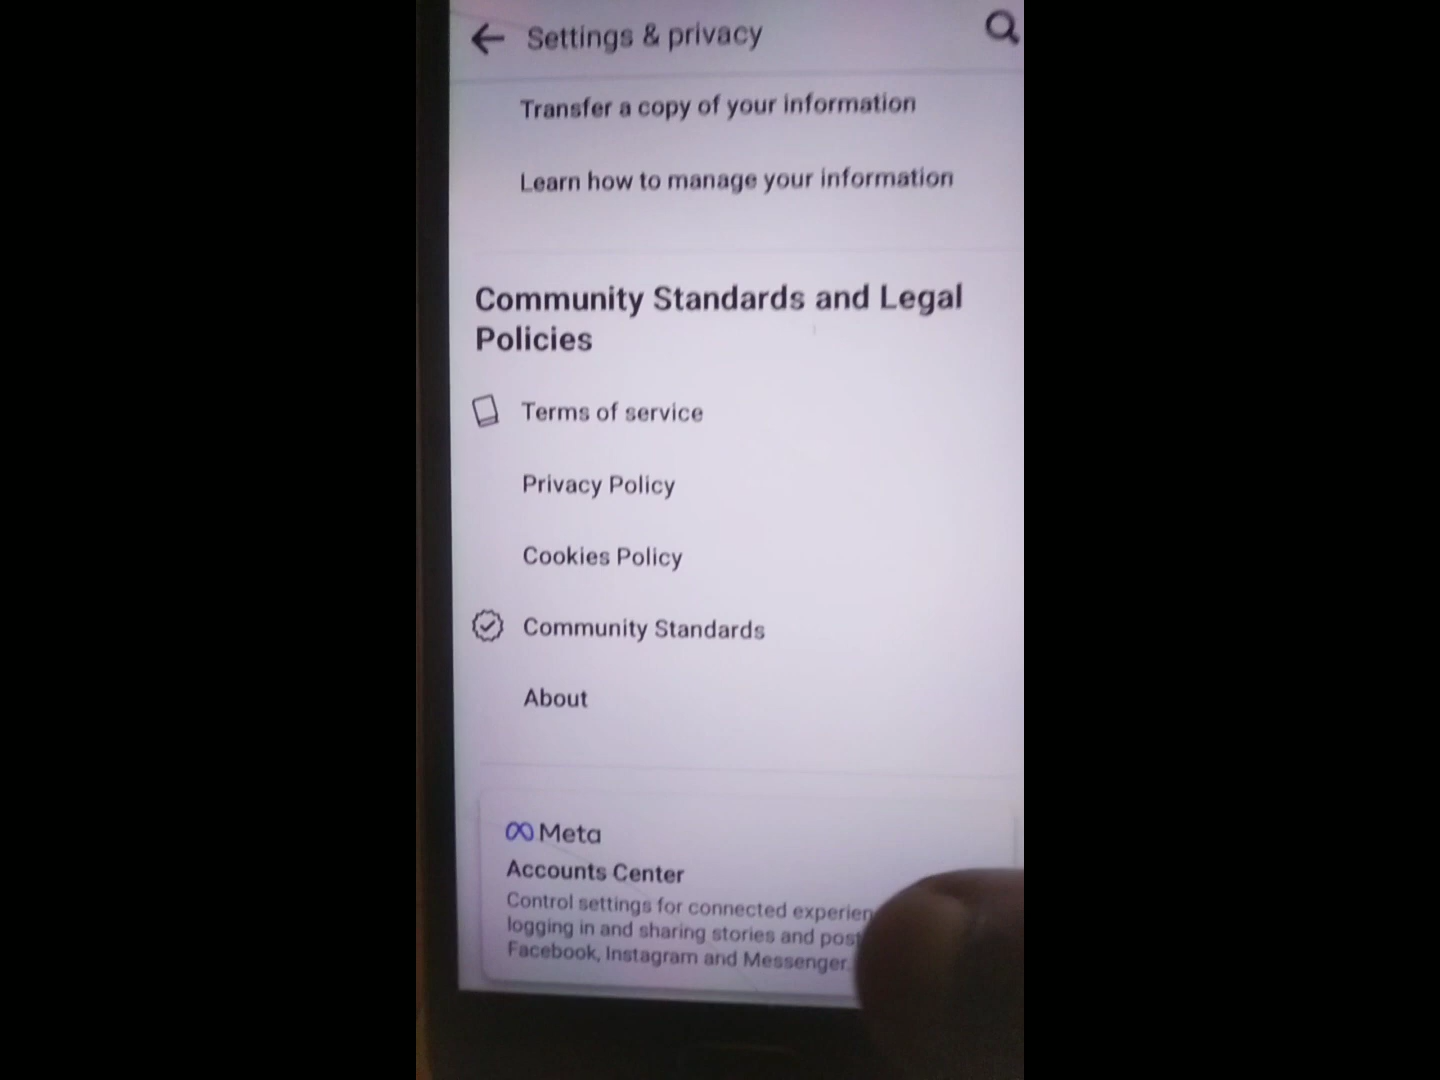 Settings & privacy
Transfer a copy of your information
Learn how to manage your information
Community Standards and Legal
Policies
Terms of service
Privacy Policy
Cookies Policy
Community Standards
About
Meta
Accounts Center
Control settings for connected
logging in and sharing stories and
Facebook, Instagram and Messenger.